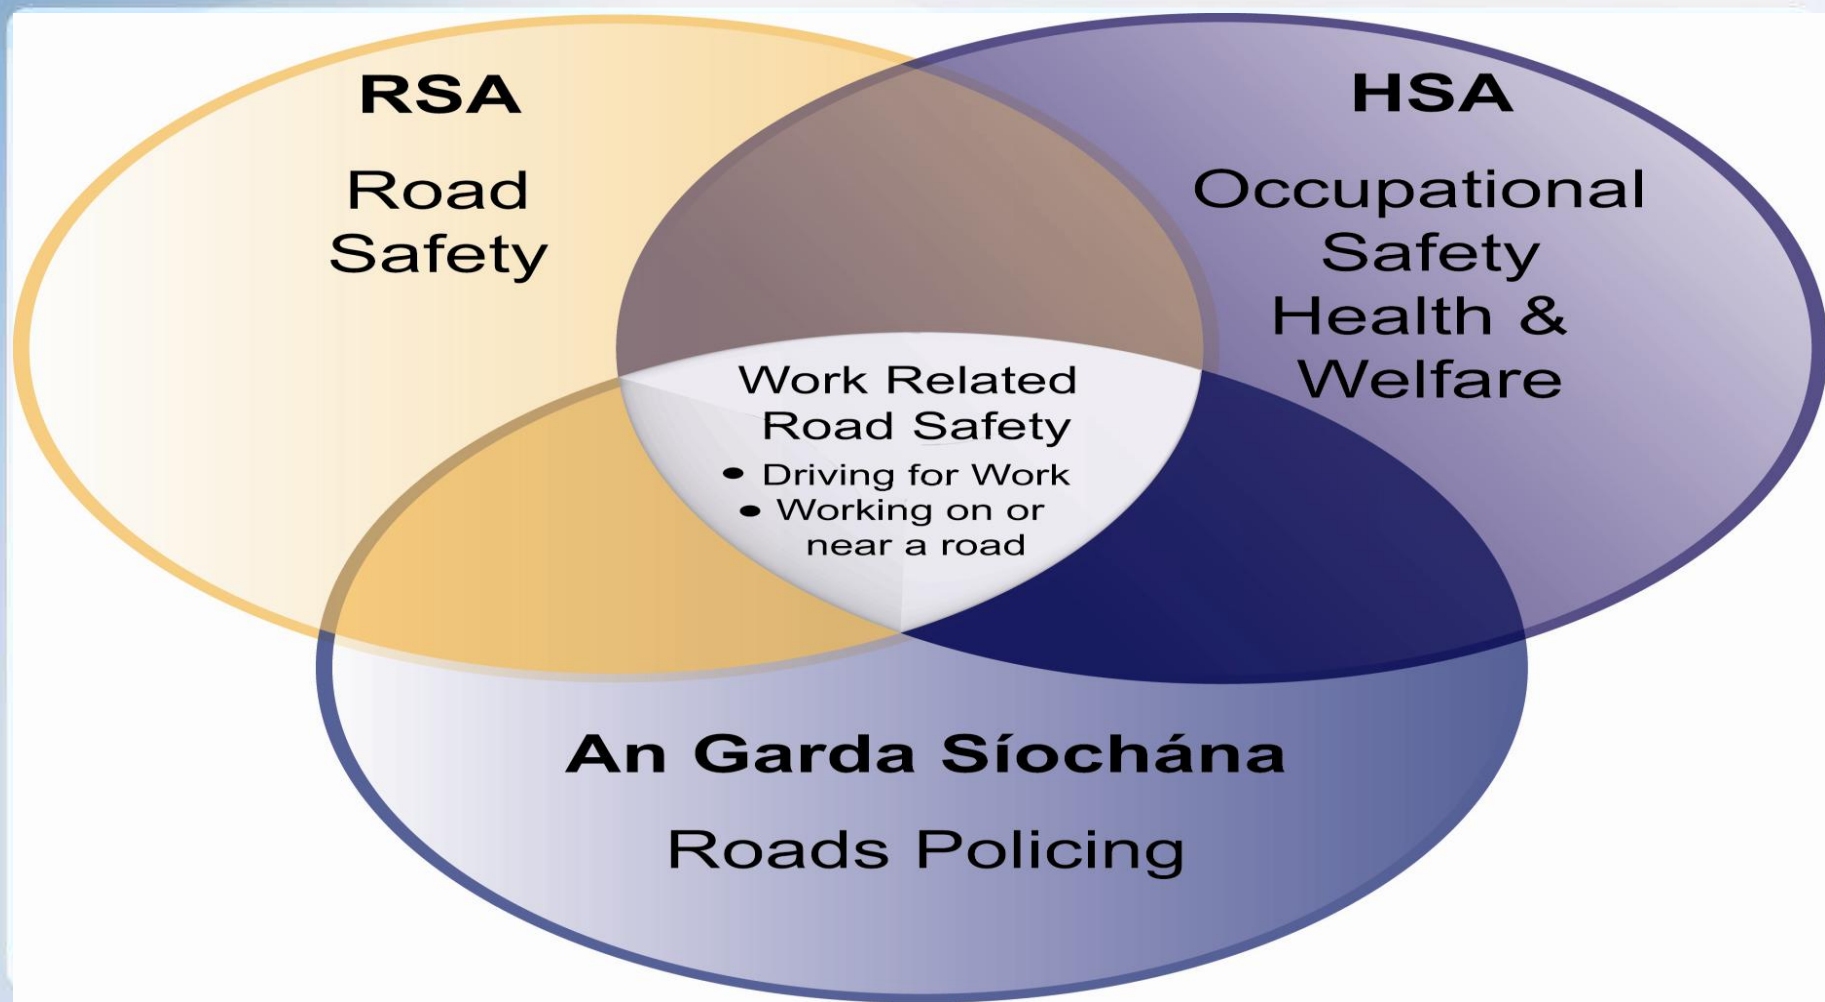 RSA
Road
Safety
HSA
Occupational
Safety
Health &
Welfare
Work Related
Road Safety
• Driving for Work
• Working on or
near a road
An Garda Síochána
Roads Policing